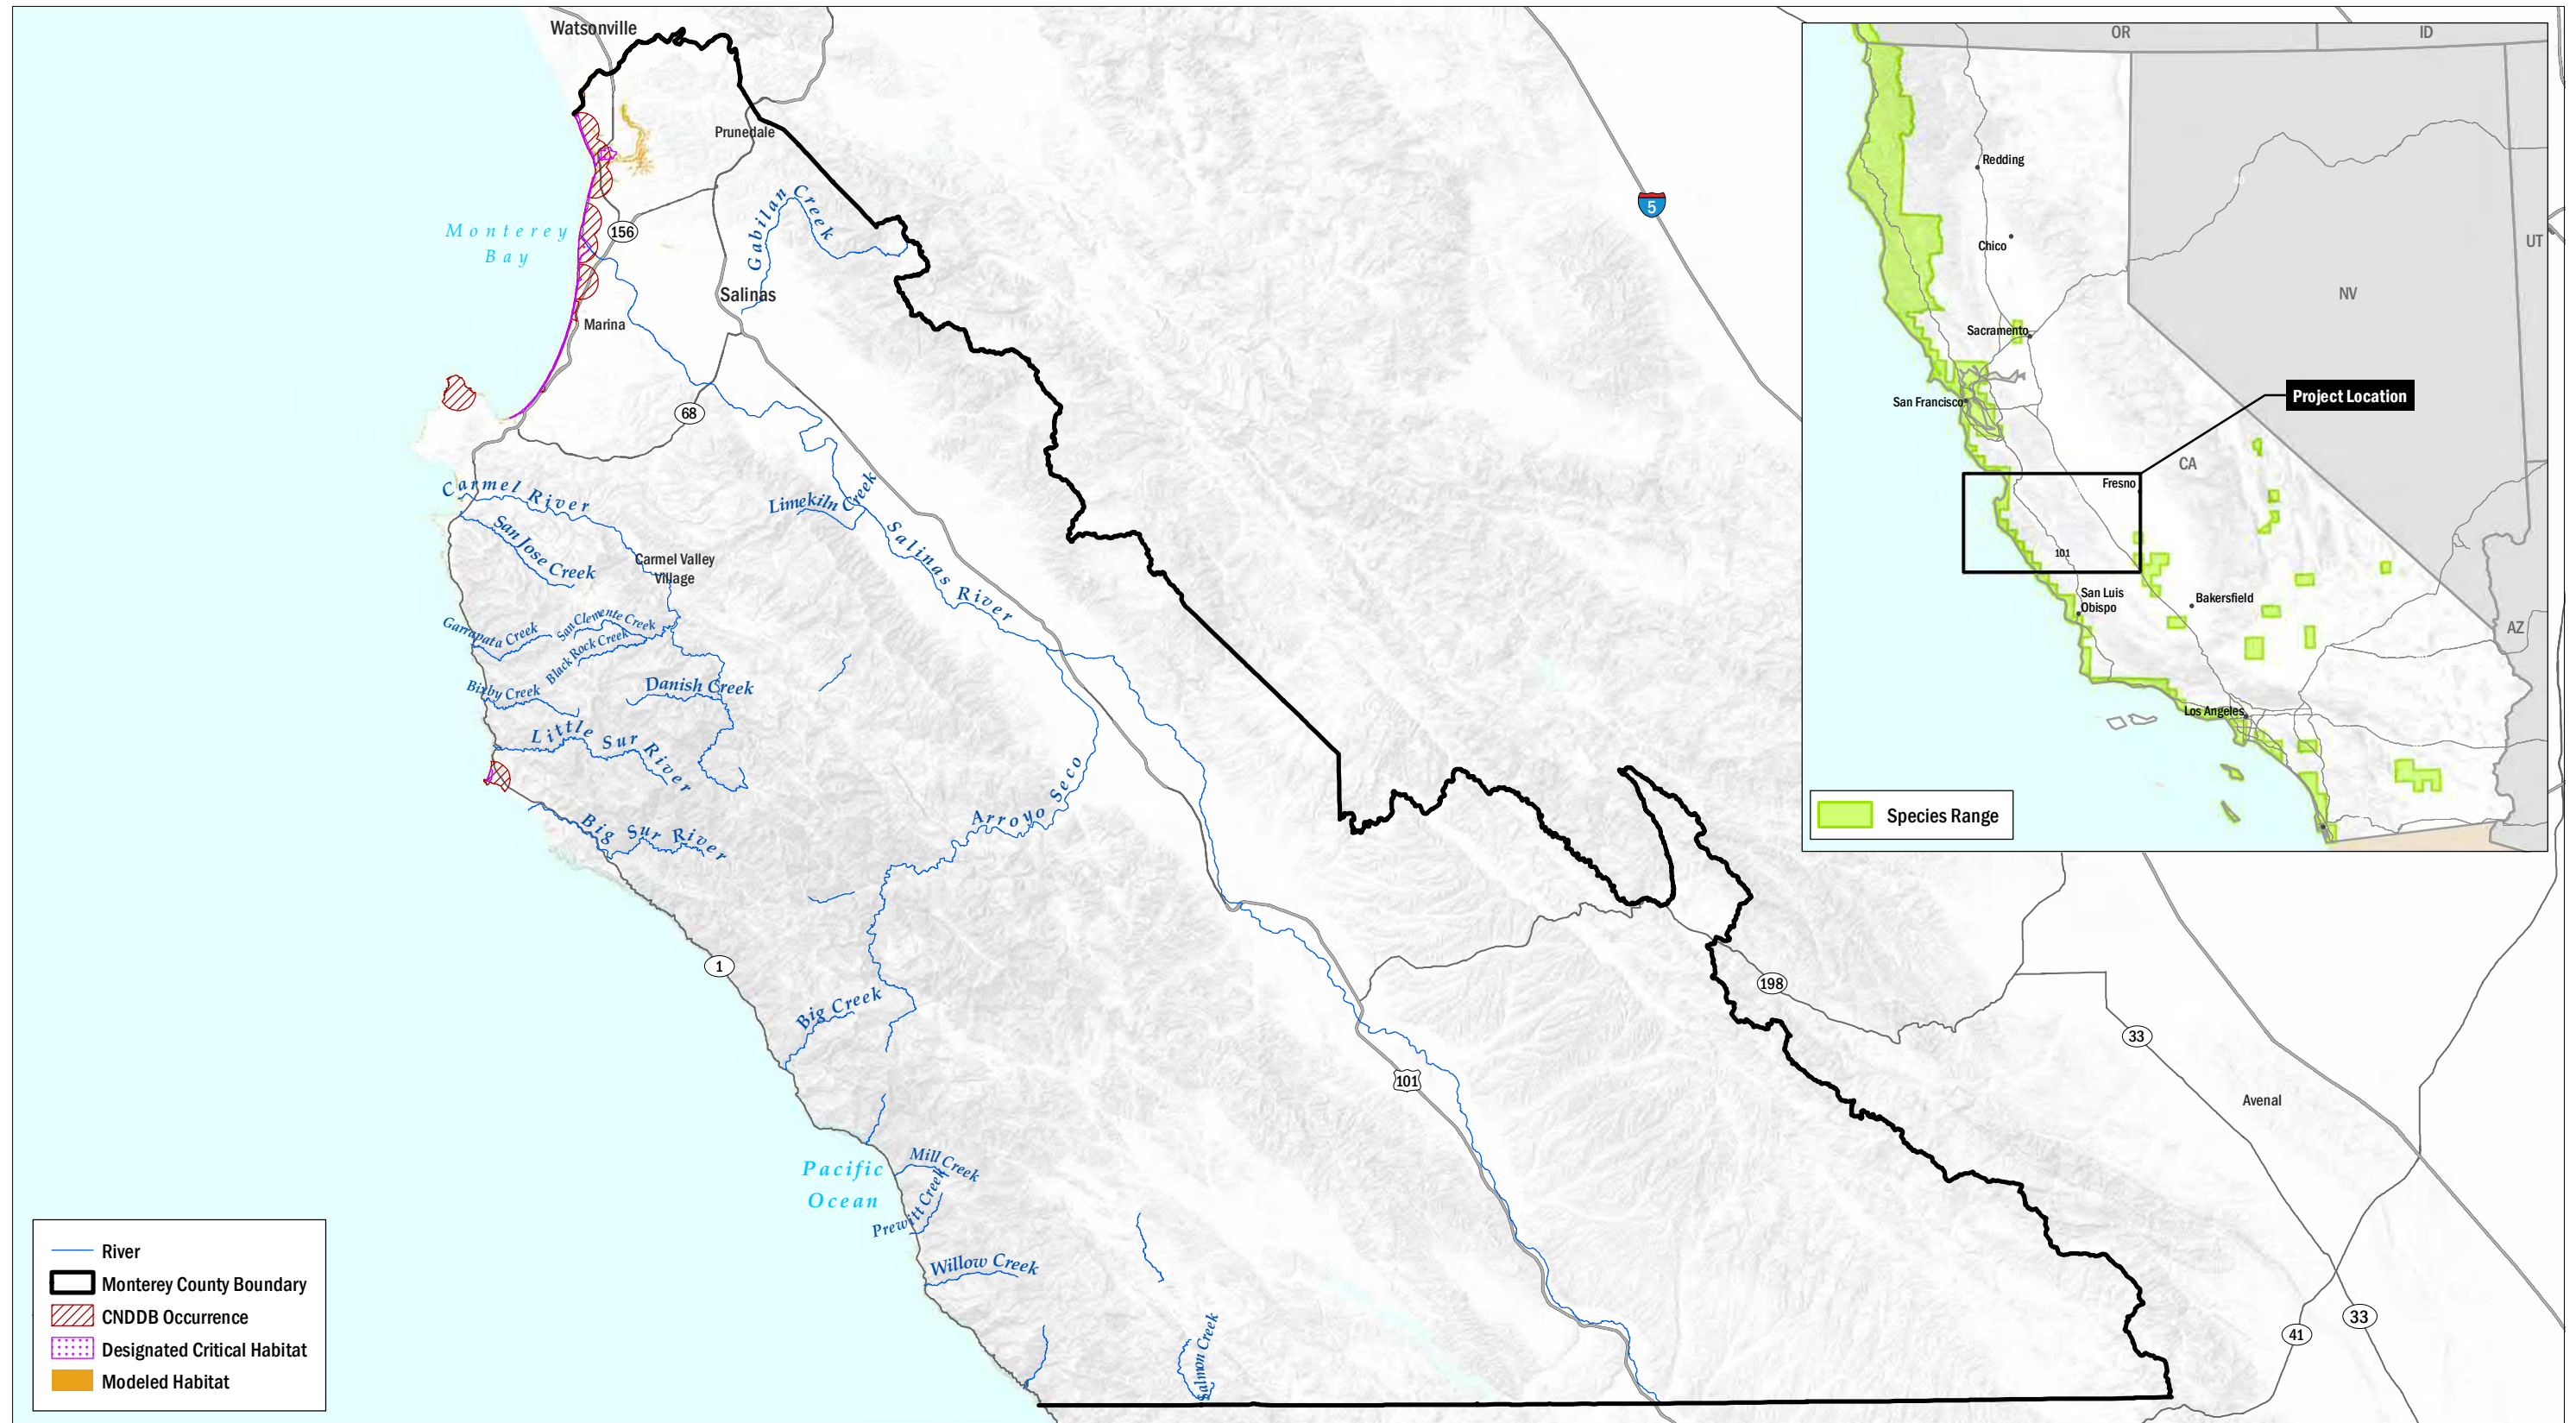 Watsonville
Prunedale
Monterey
Bay
156
Gabilan Creek
Salinas
Marina
68
5
Carmel River
San Jose Creek
Limekiln Creek
Salinas River
Carmel Valley
Village
Garrapata Creek
San Clemente Creek
Black Rock Creek
Bixby Creek
Danish Creek
Little Sur River
Big Sur River
Arroyo Seco
1
Big Creek
198
33
101
Avenal
Pacific
Ocean
Mill Creek
Prewitt Creek
Willow Creek
Salmon Creek
41
33
River
Monterey County Boundary
CNDDB Occurrence
Designated Critical Habitat
Modeled Habitat
OR
ID
Redding
80
Chico
UT
NV
Sacramento
Project Location
San Francisco
CA
Fresno
101
San Luis
Obispo
Bakersfield
AZ
Los Angeles
Species Range